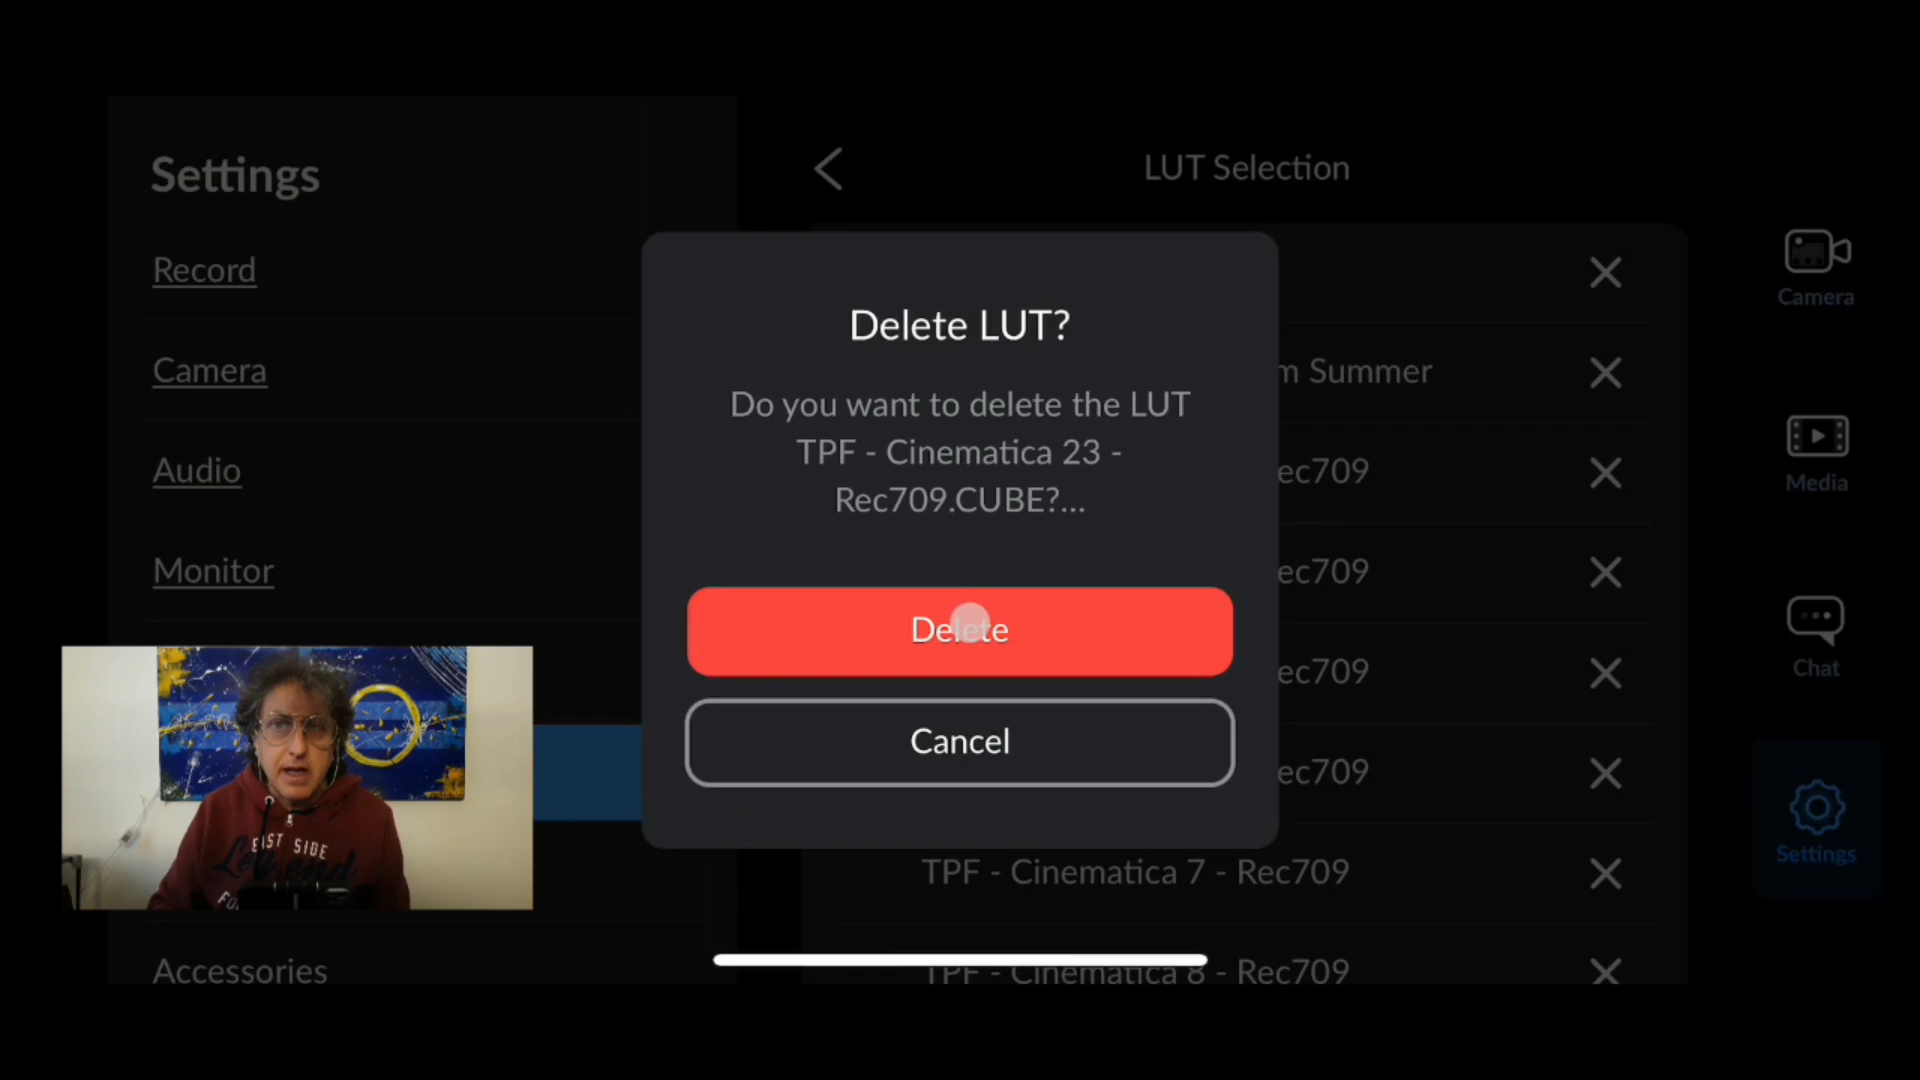 Settings
Record
Camera
Audio
Monitor
Accessories
LUT Selection
m Summer
ec709
ec709
ec709
ec709
TPF - Cinematica 7 - Rec709
TPF - Cinematica 8 - Rec709
Delete LUT?
Do you want to delete the LUT
TPF - Cinematica 23 -
Rec709.CUBE?...
Delete
Cancel
Camera
Media
Chat
Settings
EAST SIDE
Legend